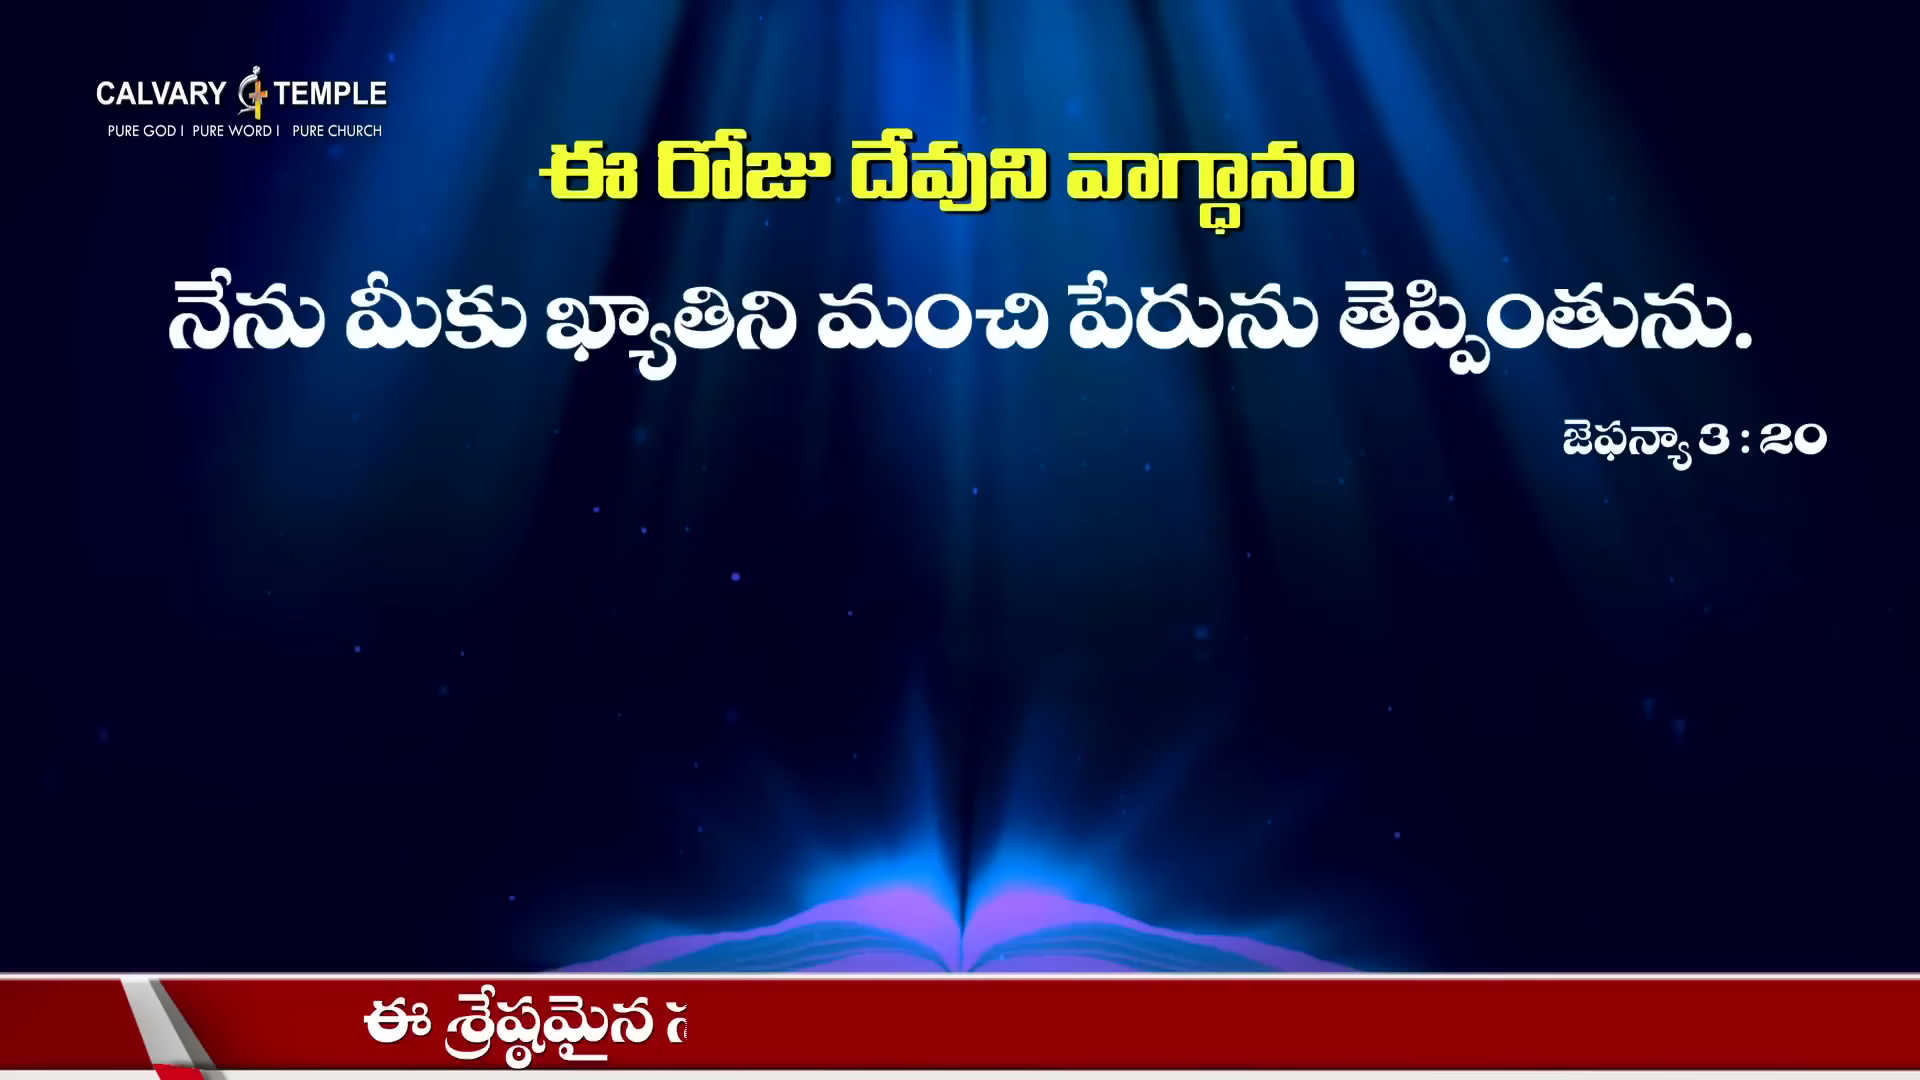 CALVARY TEMPLE
PURE GOD I PURE WORD I PURE CHURCH
ఈ రోజు దేవుని వాగ్ధానం
నేను మీకు ఖ్యాతిని మంచి పేరును తెప్పింతును.
జెఫన్యా 3 : 20
ఈ శ్రేష్ఠమైన